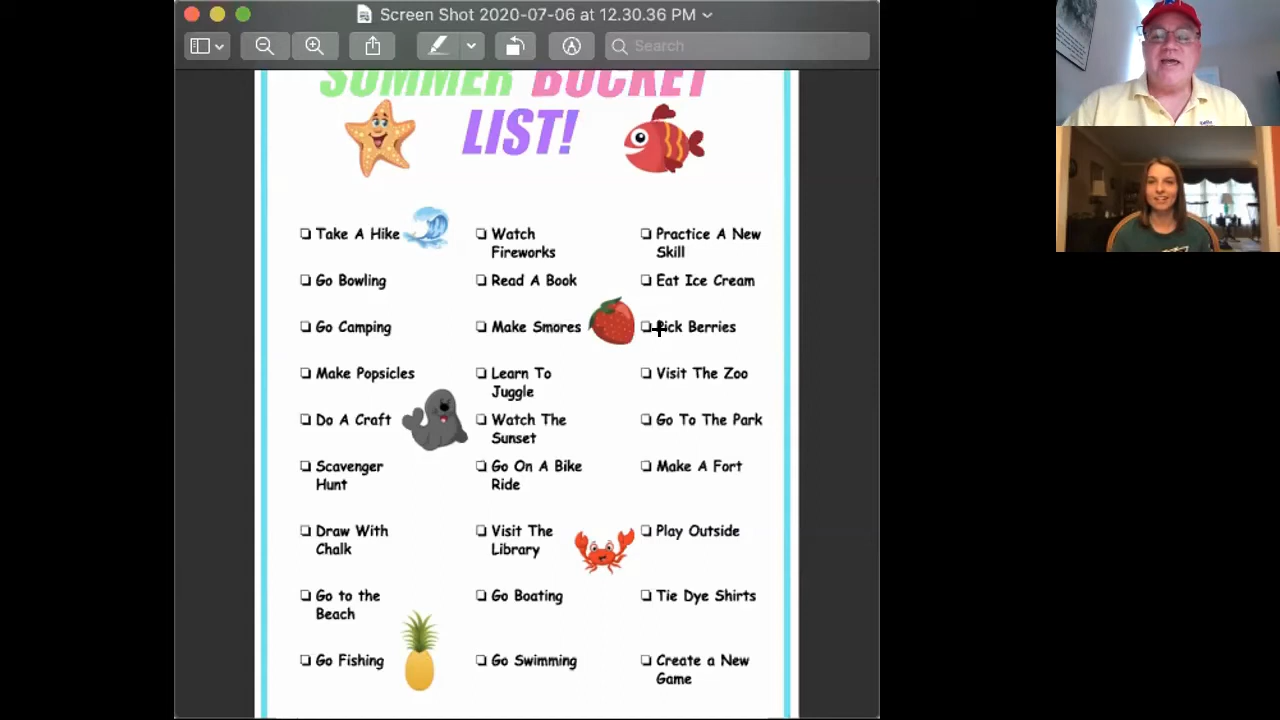 Screen Shot 2020-07-06 at 12.30.36 PM
Search
SUMMER BUCKET
LIST!
Take A Hike
Go Bowling
Go Camping
Make Popsicles
Do A Craft
Scavenger
Hunt
Draw With
Chalk
Go to the
Beach
Go Fishing
Watch
Fireworks
Read A Book
Make Smores
Learn To
Juggle
Watch The
Sunset
Go On A Bike
Ride
Visit The
Library
Go Boating
Go Swimming
Practice A New
Skill
Eat Ice Cream
Pick Berries
Visit The Zoo
Go To The Park
Make A Fort
Play Outside
Tie Dye Shirts
Create a New
Game